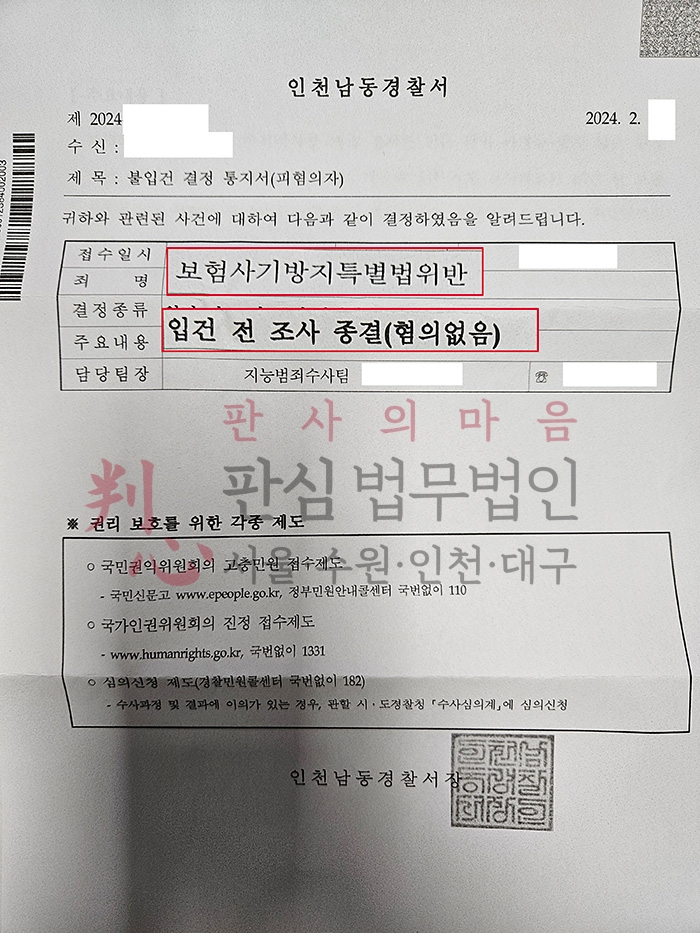 인천남동경찰서
제 2024
2024. 2.
수 신 :
제 목 : 불입건 결정 통지서(피혐의자)
귀하와 관련된 사건에 대하여 다음과 같이 결정하였음을 알려드립니다.
접수일시
죄 명 보험사기방지특별법위반
결정종류
주요내용 입건 전 조사 종결(혐의없음)
담당팀장 지능범죄수사팀 ☏
판사의마음
判心 판심 법무법인
서울·수원·인천·대구
※ 권리 보호를 위한 각종 제도
○ 국민권익위원회의 고충민원 접수제도
- 국민신문고 www.epeople.go.kr, 정부민원안내콜센터 국번없이 110
○ 국가인권위원회의 진정 접수제도
- www.humanrights.go.kr, 국번없이 1331
○ 심의신청 제도(경찰민원콜센터 국번없이 182)
- 수사과정 및 결과에 이의가 있는 경우, 관할 시·도경찰청 「수사심의계」에 심의신청
인천남동경찰서장